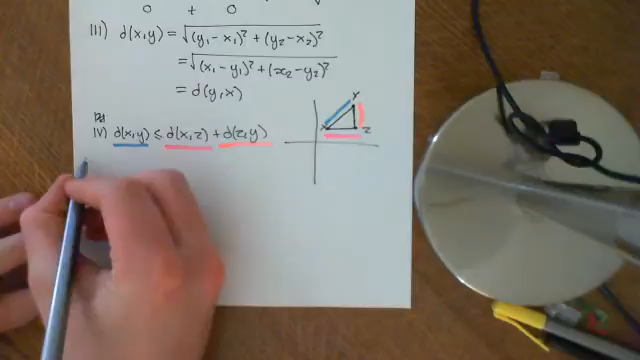 0 + 0
III) d(x,y) = √(y₁-x₁)² + (y₂-x₂)²
= √(x₁-y₁)² + (x₂-y₂)²
= d(y,x)
IV) d(x,y) ≤ d(x,z) + d(z,y)
Y
X
Z